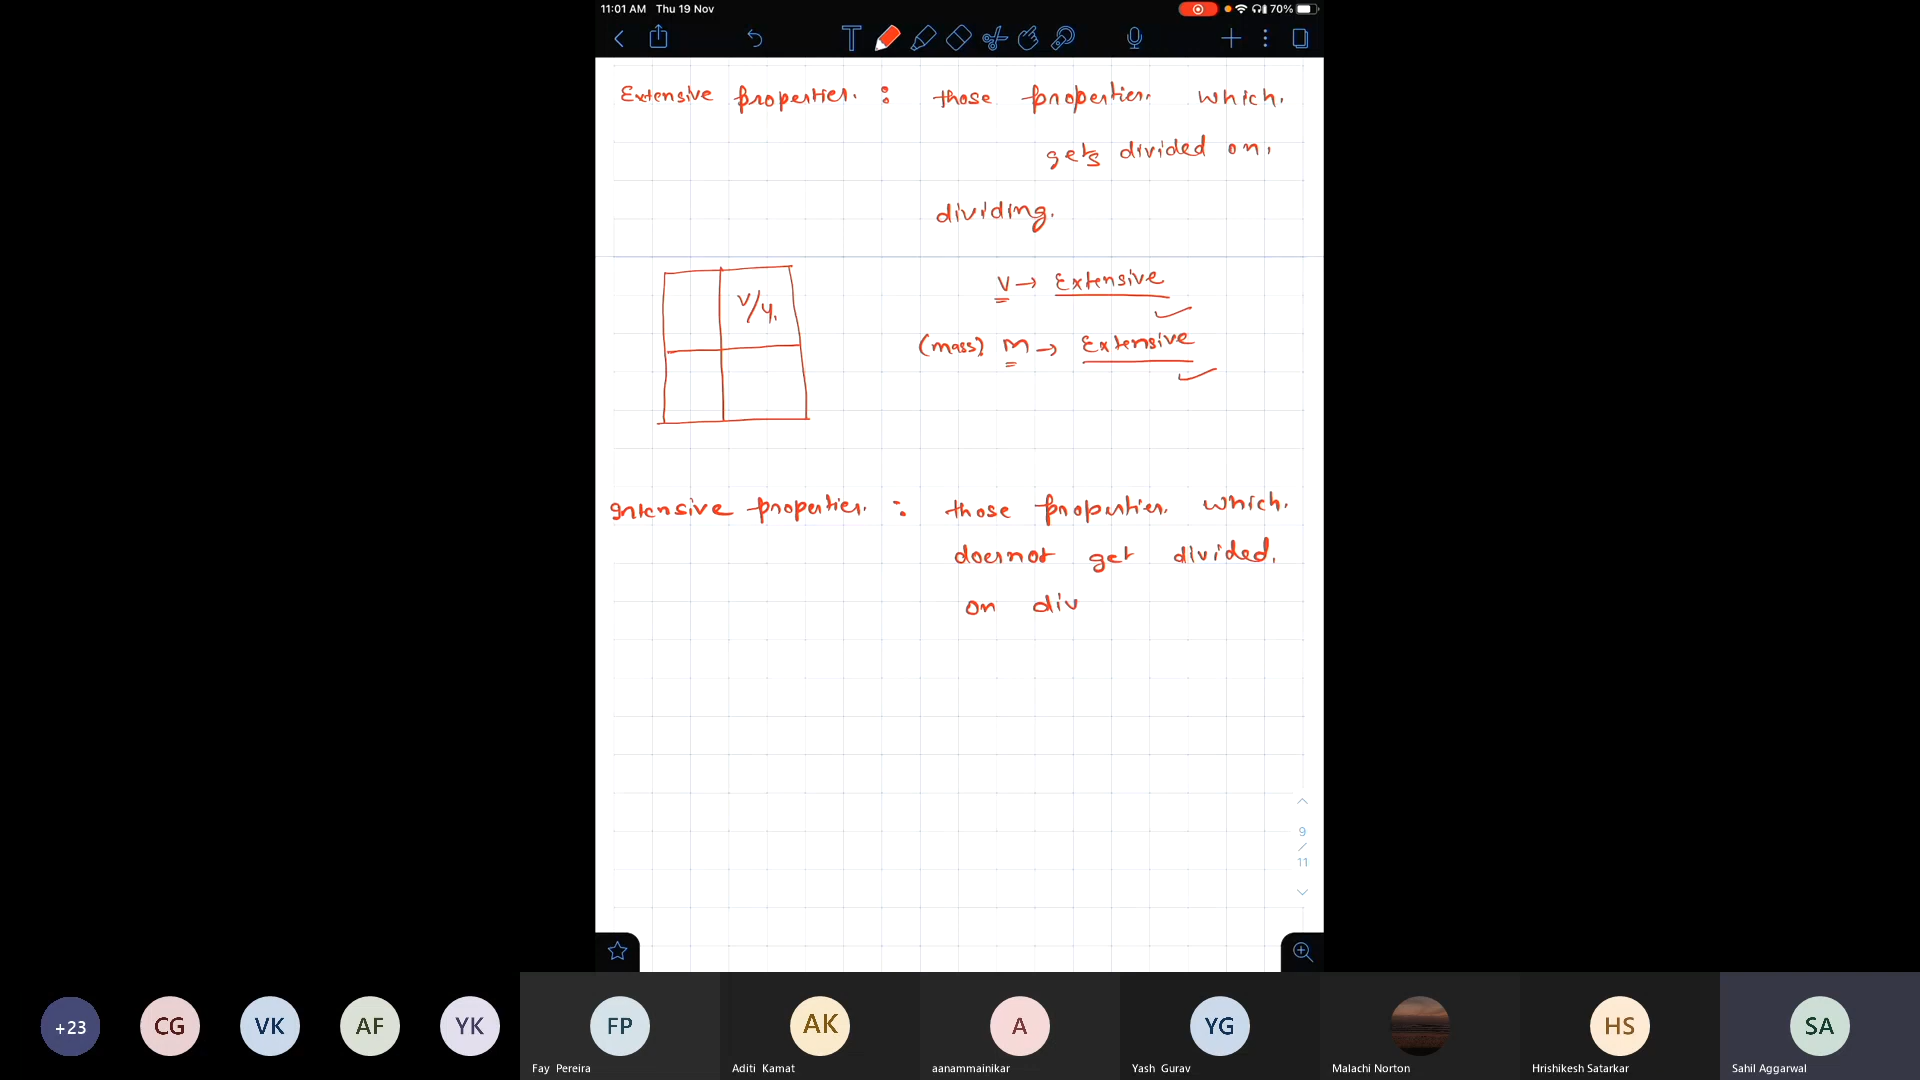 11:01 AM Thu 19 Nov
70%
Extensive properties. : those properties. which.
gets divided on.
dividing.
V/4.
V → Extensive
(mass) m → Extensive
Intensive properties. : those properties. which.
doesnot get divided.
on div
9
/
11
+23
CG
VK
AF
YK
FP
AK
A
YG
HS
SA
Fay Pereira
Aditi Kamat
aanammainikar
Yash Gurav
Malachi Norton
Hrishikesh Satarkar
Sahil Aggarwal